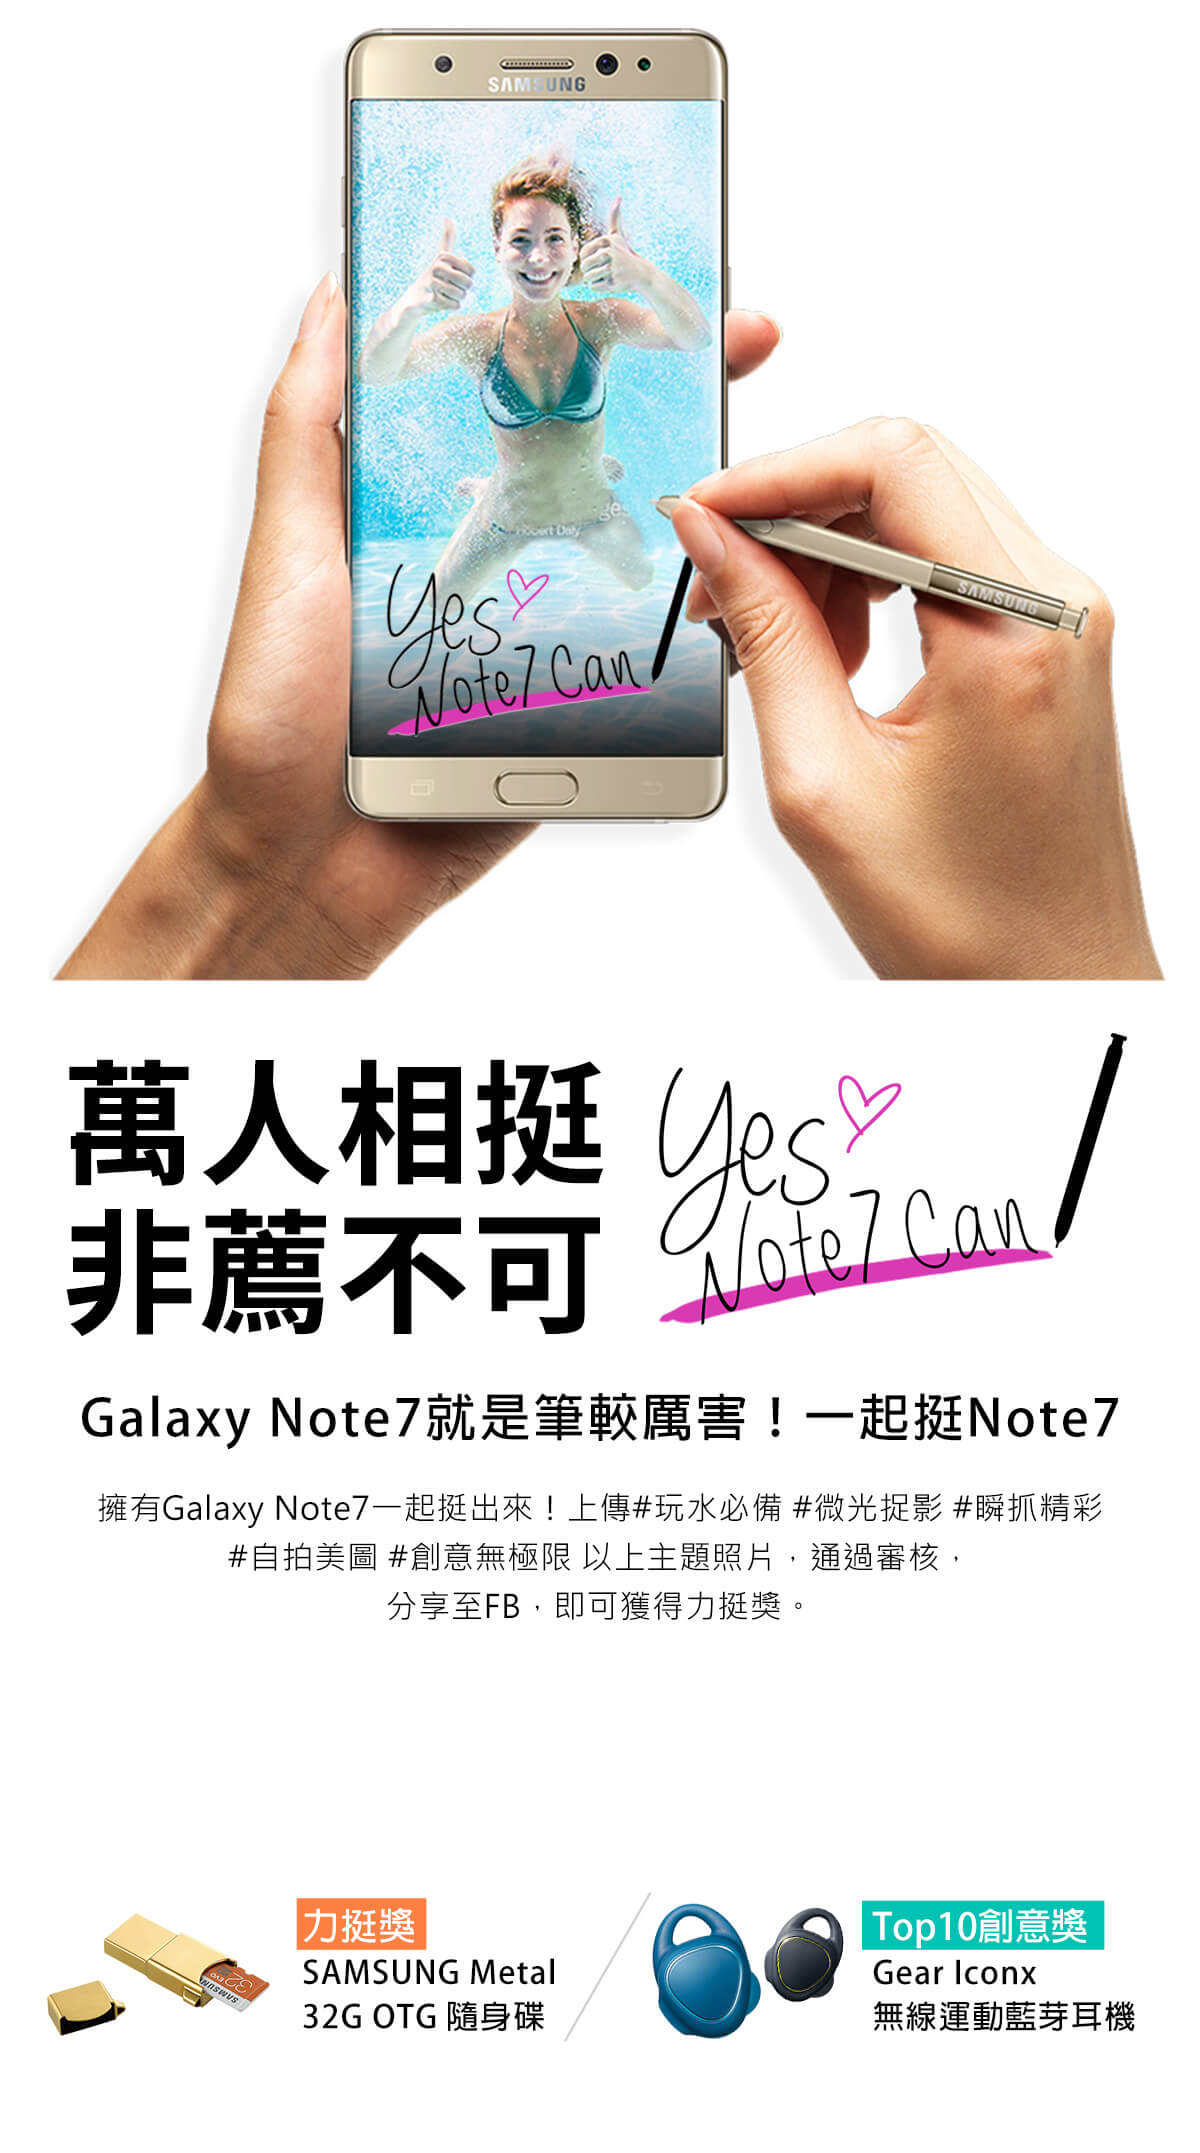 SAMSUNG
Robert Daly
Yes
Note7 Can
SAMSUNG
萬人相挺
非薦不可
Yes
Note7 Can
Galaxy Note7就是筆較厲害！一起挺Note7
擁有Galaxy Note7一起挺出來！上傳#玩水必備 #微光捉影 #瞬抓精彩
#自拍美圖 #創意無極限 以上主題照片，通過審核，
分享至FB，即可獲得力挺獎。
力挺獎
SAMSUNG Metal
32G OTG 隨身碟
32
EVO
SAMSUNG
Top10創意獎
Gear Iconx
無線運動藍芽耳機